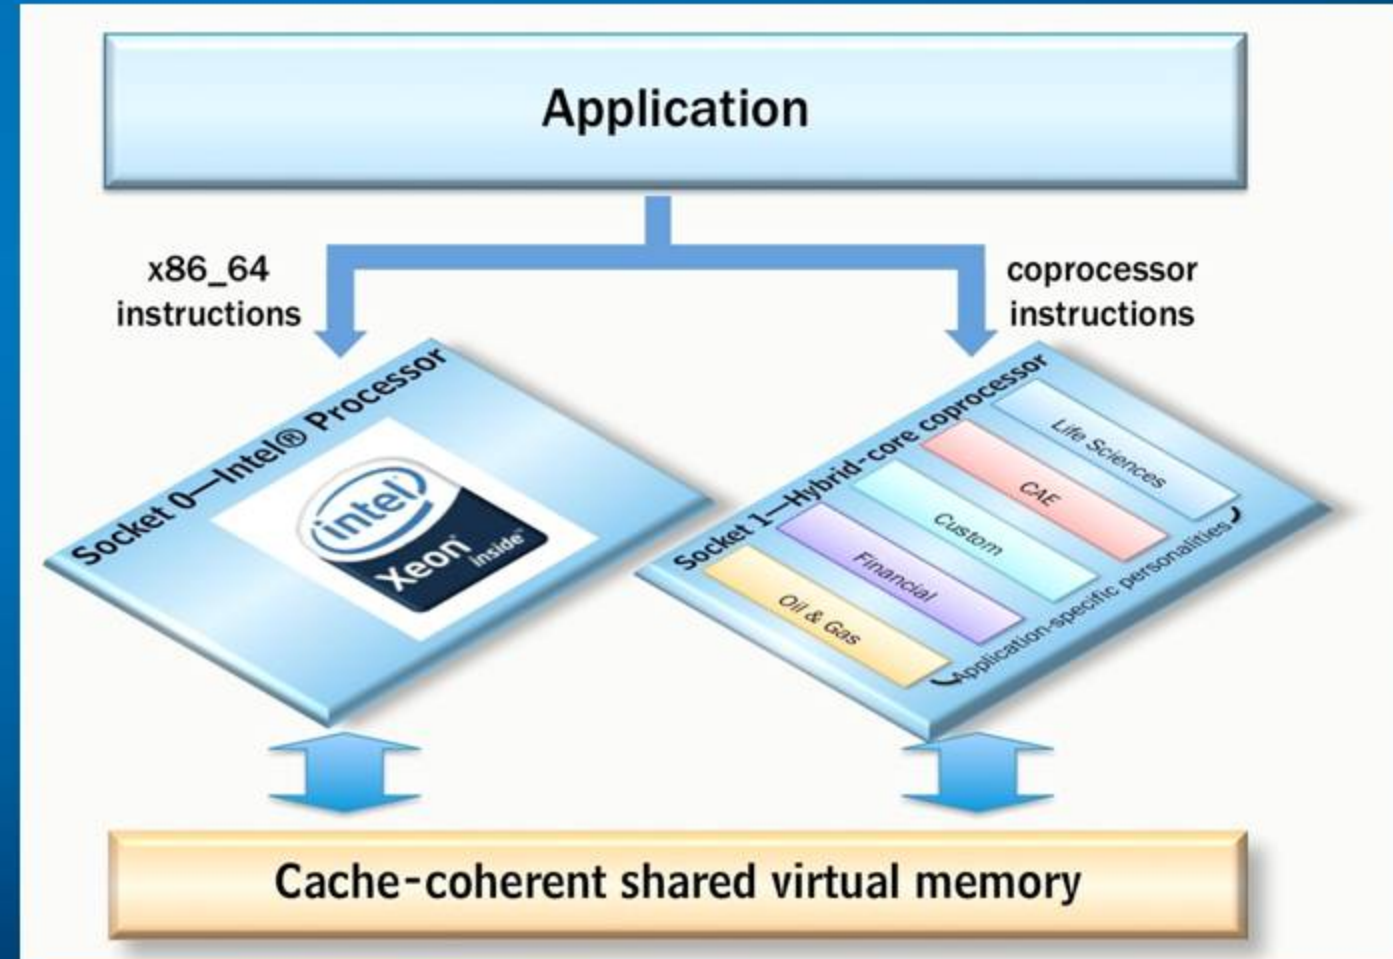 Application
x86_64
instructions
coprocessor
instructions
Socket 0—Intel® Processor
intel
Xeon
inside™
Socket 1—Hybrid-core coprocessor
Life Sciences
CAE
Custom
Financial
Oil & Gas
Application-specific personalities
Cache-coherent shared virtual memory